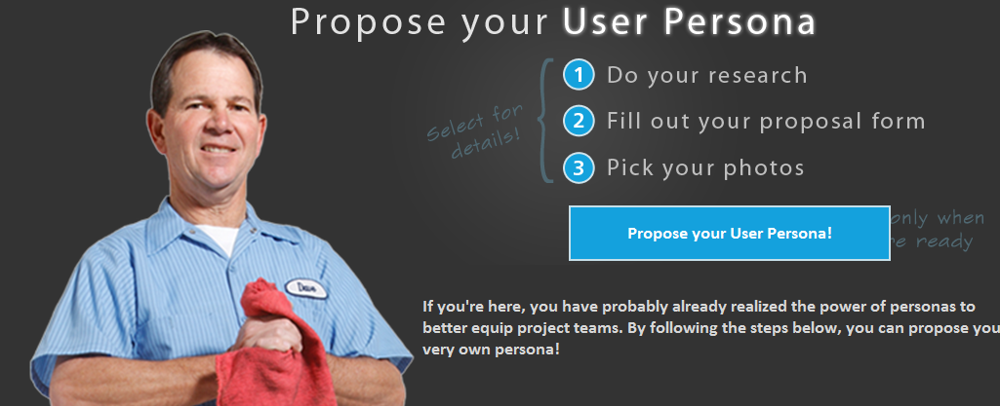 Propose your User Persona
Select for
details!
1 Do your research
2 Fill out your proposal form
3 Pick your photos
Propose your User Persona!
only when
re ready
Dave
If you're here, you have probably already realized the power of personas to
better equip project teams. By following the steps below, you can propose you
very own persona!